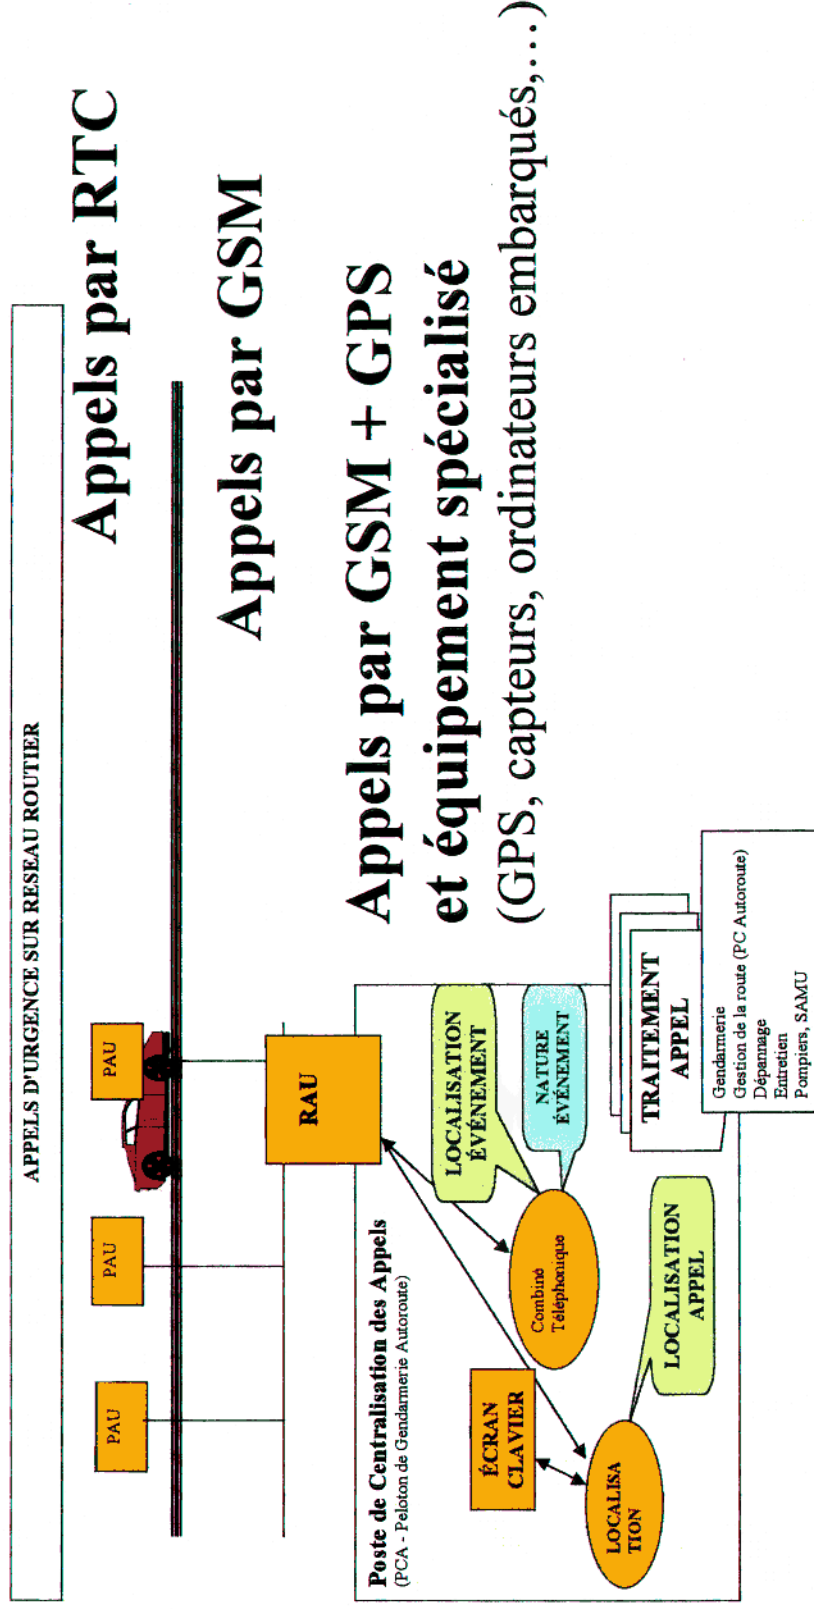 APPELS D'URGENCE SUR RESEAU ROUTIER
Appels par RTC
PAU
PAU
PAU
Appels par GSM
RAU
Appels par GSM + GPS
et équipement spécialisé
(GPS, capteurs, ordinateurs embarqués,...)
Poste de Centralisation des Appels
(PCA - Peloton de Gendarmerie Autoroute)
LOCALISATION
ÉVÉNEMENT
NATURE
ÉVÉNEMENT
ÉCRAN
CLAVIER
Combiné
Téléphonique
LOCALISA
TION
LOCALISATION
APPEL
TRAITEMENT
APPEL
Gendarmerie
Gestion de la route (PC Autoroute)
Dépannage
Entretien
Pompiers, SAMU